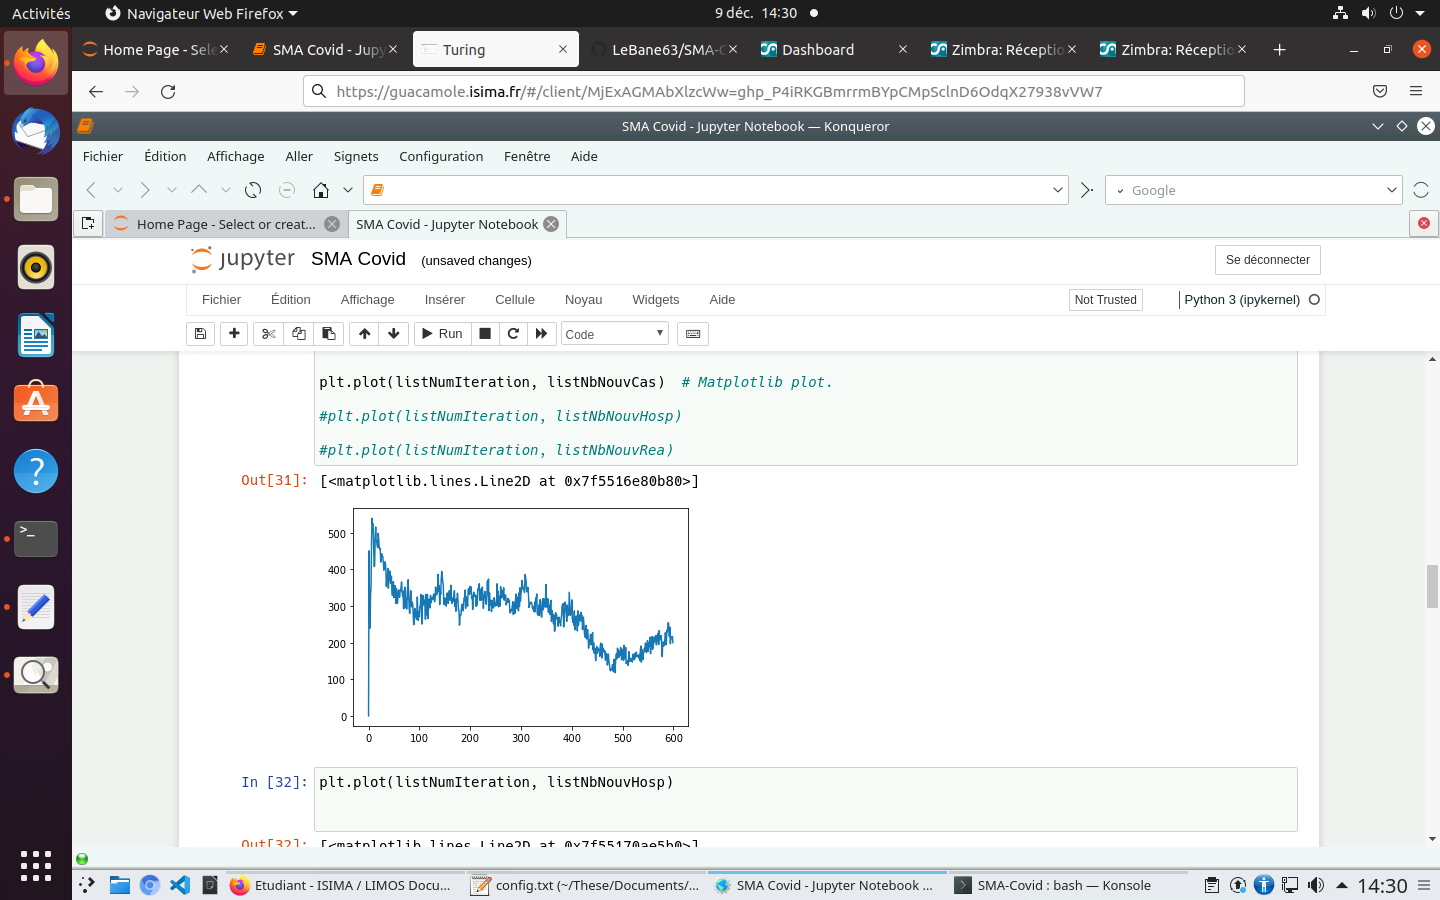 Activités
Navigateur Web Firefox
9 déc. 14:30
Home Page - Sele
SMA Covid - Jupy
Turing
LeBane63/SMA-C
Dashboard
Zimbra: Réceptio
Zimbra: Réceptio
https://guacamole.isima.fr/#/client/MjExAGMAbXlzcWw=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
SMA Covid - Jupyter Notebook — Konqueror
Fichier Édition Affichage Aller Signets Configuration Fenêtre Aide
Google
Home Page - Select or creat...
SMA Covid - Jupyter Notebook
jupyter SMA Covid (unsaved changes)
Se déconnecter
Fichier Édition Affichage Insérer Cellule Noyau Widgets Aide
Not Trusted
Python 3 (ipykernel)
Run
Code
plt.plot(listNumIteration, listNbNouvCas)  # Matplotlib plot.
#plt.plot(listNumIteration, listNbNouvHosp)
#plt.plot(listNumIteration, listNbNouvRea)
Out[31]: [<matplotlib.lines.Line2D at 0x7f5516e80b80>]
500
400
300
200
100
0
0 100 200 300 400 500 600
In [32]: plt.plot(listNumIteration, listNbNouvHosp)
Out[32]: [<matplotlib.lines.Line2D at 0x7f55170ae5b0>]
Etudiant - ISIMA / LIMOS Docu...
config.txt (~/These/Documents/...
SMA Covid - Jupyter Notebook ...
SMA-Covid : bash — Konsole
14:30